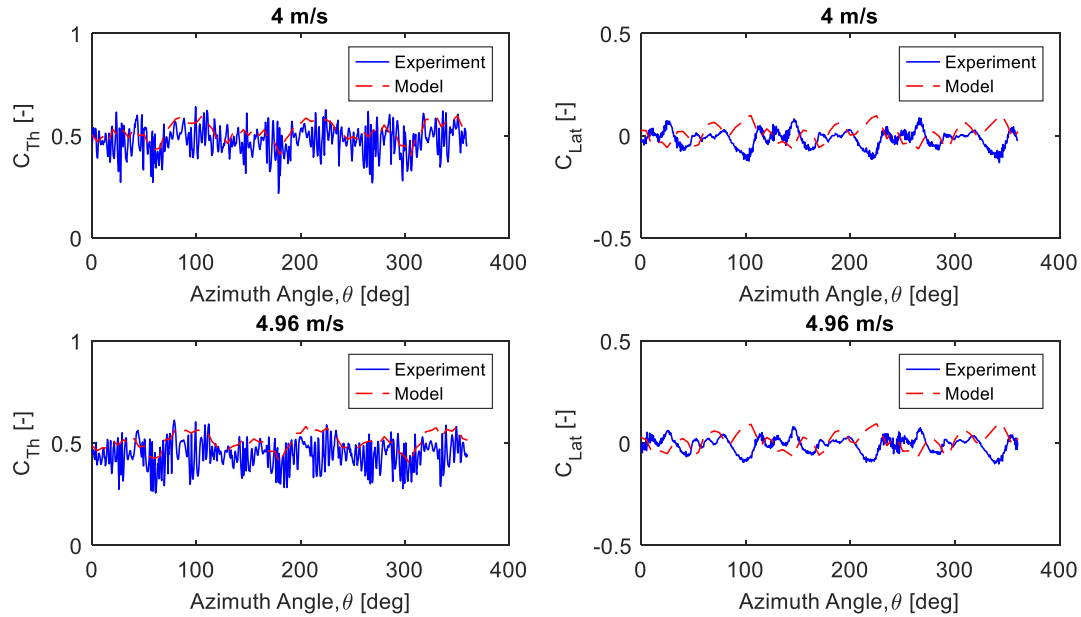 4 m/s
1
0.5
0
C_Th [-]
Experiment
Model
0 100 200 300 400
Azimuth Angle, θ [deg]
4 m/s
0.5
0
-0.5
C_Lat [-]
Experiment
Model
0 100 200 300 400
Azimuth Angle, θ [deg]
4.96 m/s
1
0.5
0
C_Th [-]
Experiment
Model
0 100 200 300 400
Azimuth Angle, θ [deg]
4.96 m/s
0.5
0
-0.5
C_Lat [-]
Experiment
Model
0 100 200 300 400
Azimuth Angle, θ [deg]